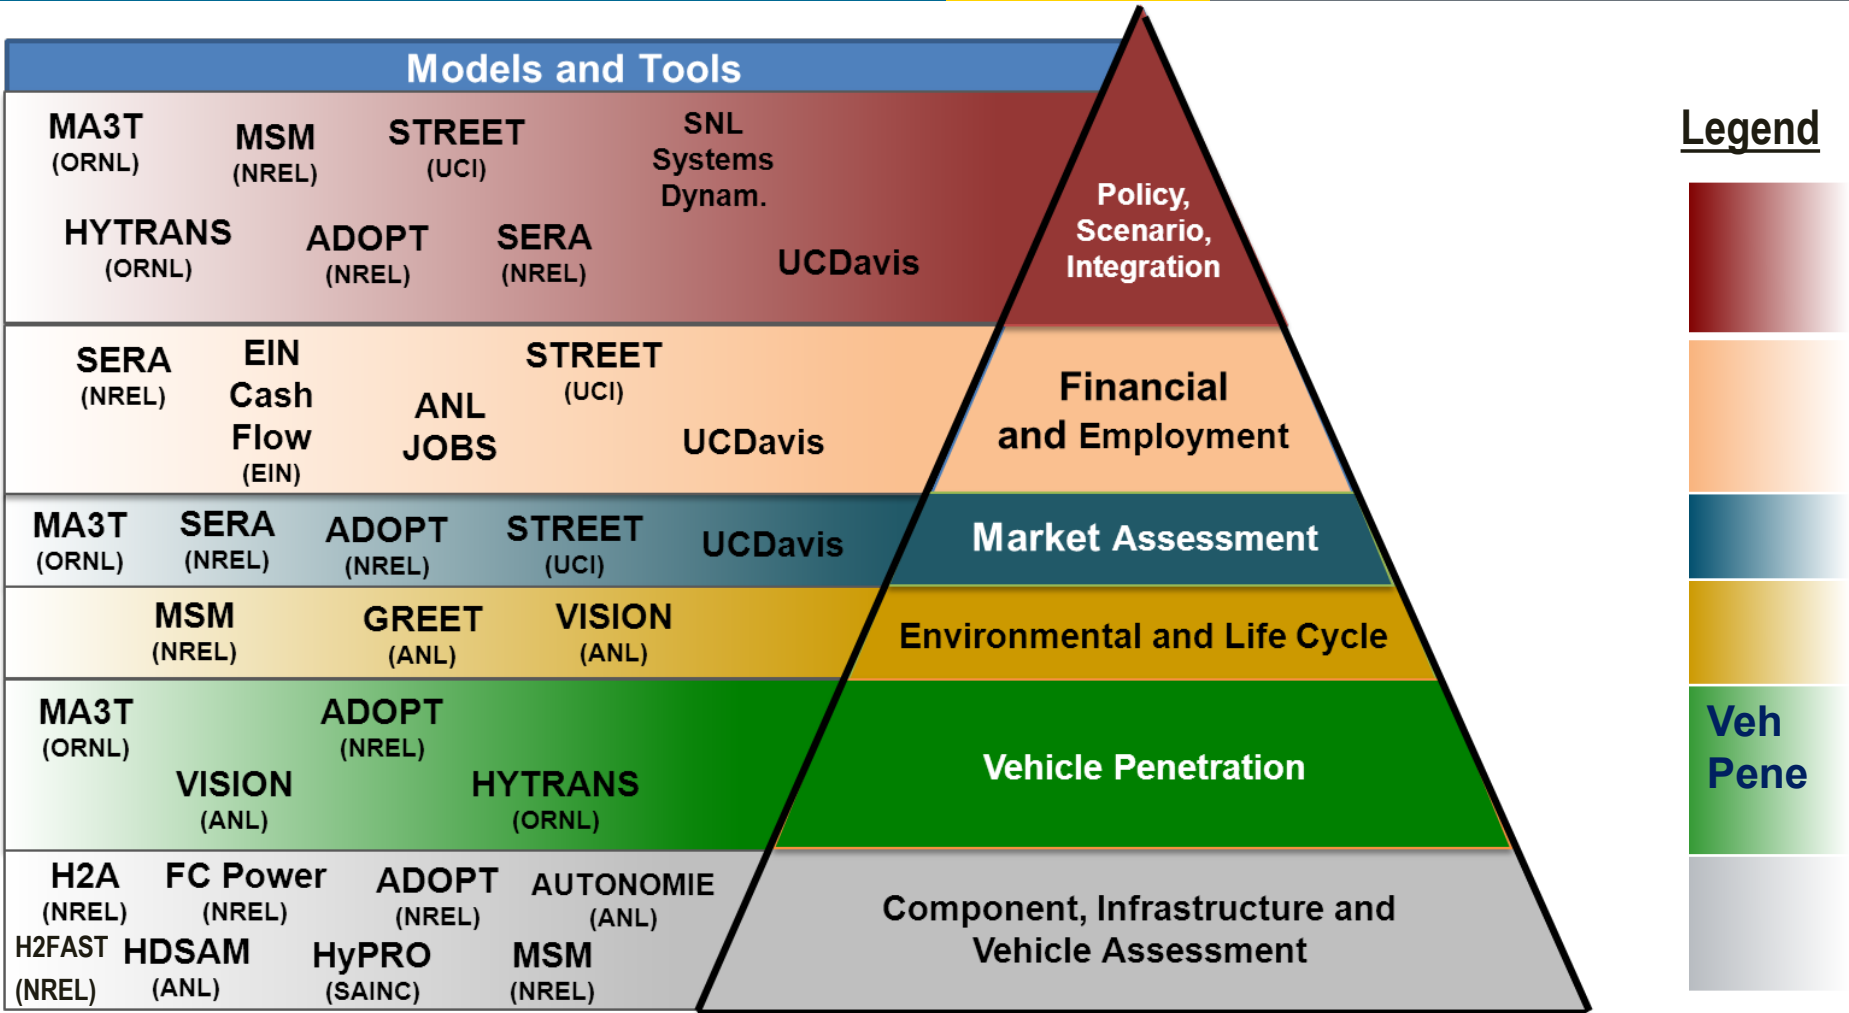 Models and Tools
MA3T
(ORNL)
MSM
(NREL)
STREET
(UCI)
SNL
Systems
Dynam.
HYTRANS
(ORNL)
ADOPT
(NREL)
SERA
(NREL)
UCDavis
Policy,
Scenario,
Integration
SERA
(NREL)
EIN
Cash
Flow
(EIN)
ANL
JOBS
STREET
(UCI)
UCDavis
Financial
and Employment
MA3T
(ORNL)
SERA
(NREL)
ADOPT
(NREL)
STREET
(UCI)
UCDavis
Market Assessment
MSM
(NREL)
GREET
(ANL)
VISION
(ANL)
Environmental and Life Cycle
MA3T
(ORNL)
ADOPT
(NREL)
VISION
(ANL)
HYTRANS
(ORNL)
Vehicle Penetration
H2A
(NREL)
FC Power
(NREL)
ADOPT
(NREL)
AUTONOMIE
(ANL)
H2FAST
(NREL)
HDSAM
(ANL)
HyPRO
(SAINC)
MSM
(NREL)
Component, Infrastructure and
Vehicle Assessment
Legend
Veh
Pene